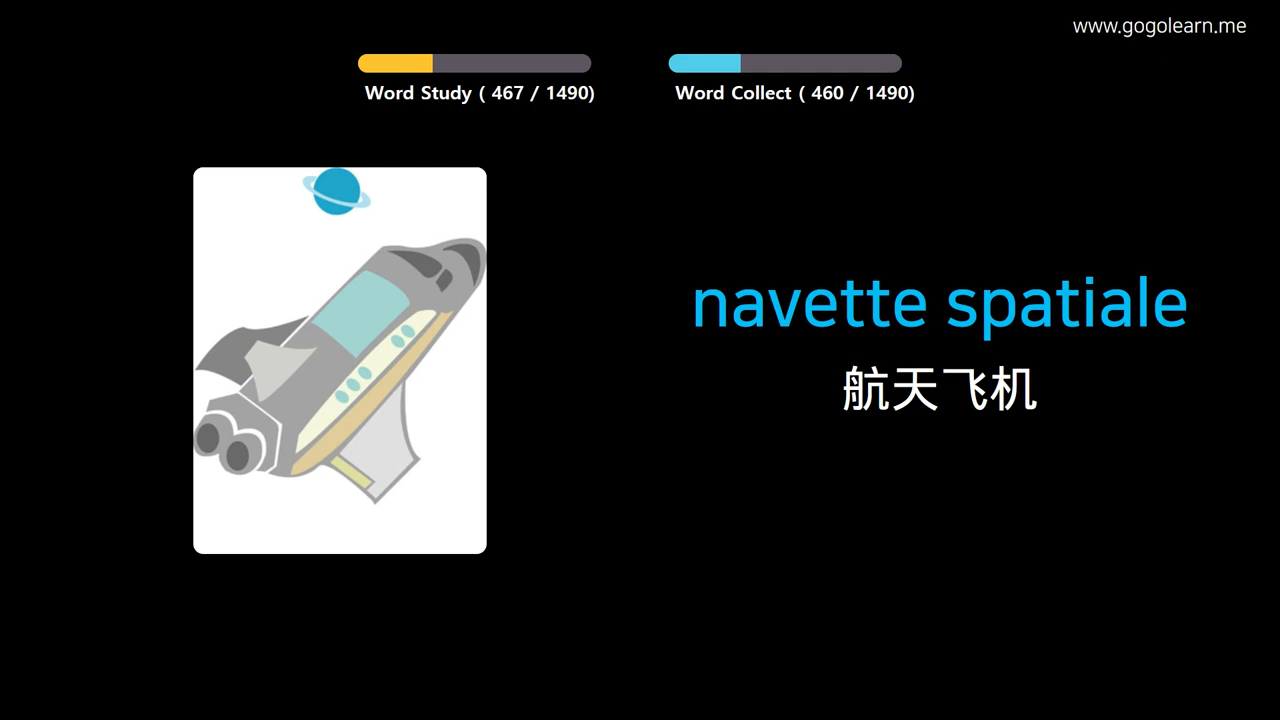 www.gogolearn.me
Word Study ( 467 / 1490)
Word Collect ( 460 / 1490)
navette spatiale
航天飞机